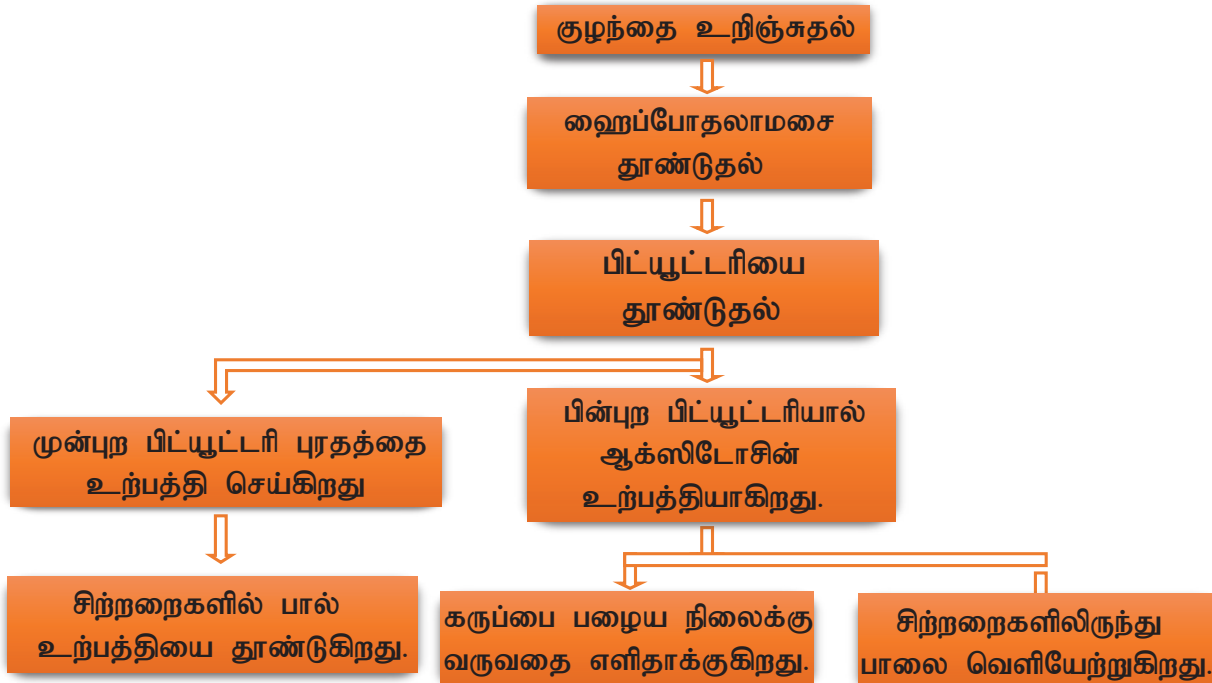 குழந்தை உறிஞ்சுதல்
ஹைப்போதலாமசை
தூண்டுதல்
பிட்யூட்டரியை
தூண்டுதல்
முன்புற பிட்யூட்டரி புரதத்தை
உற்பத்தி செய்கிறது
பின்புற பிட்யூட்டரியால்
ஆக்ஸிடோசின்
உற்பத்தியாகிறது.
சிற்றறைகளில் பால்
உற்பத்தியை தூண்டுகிறது.
கருப்பை பழைய நிலைக்கு
வருவதை எளிதாக்குகிறது.
சிற்றறைகளிலிருந்து
பாலை வெளியேற்றுகிறது.